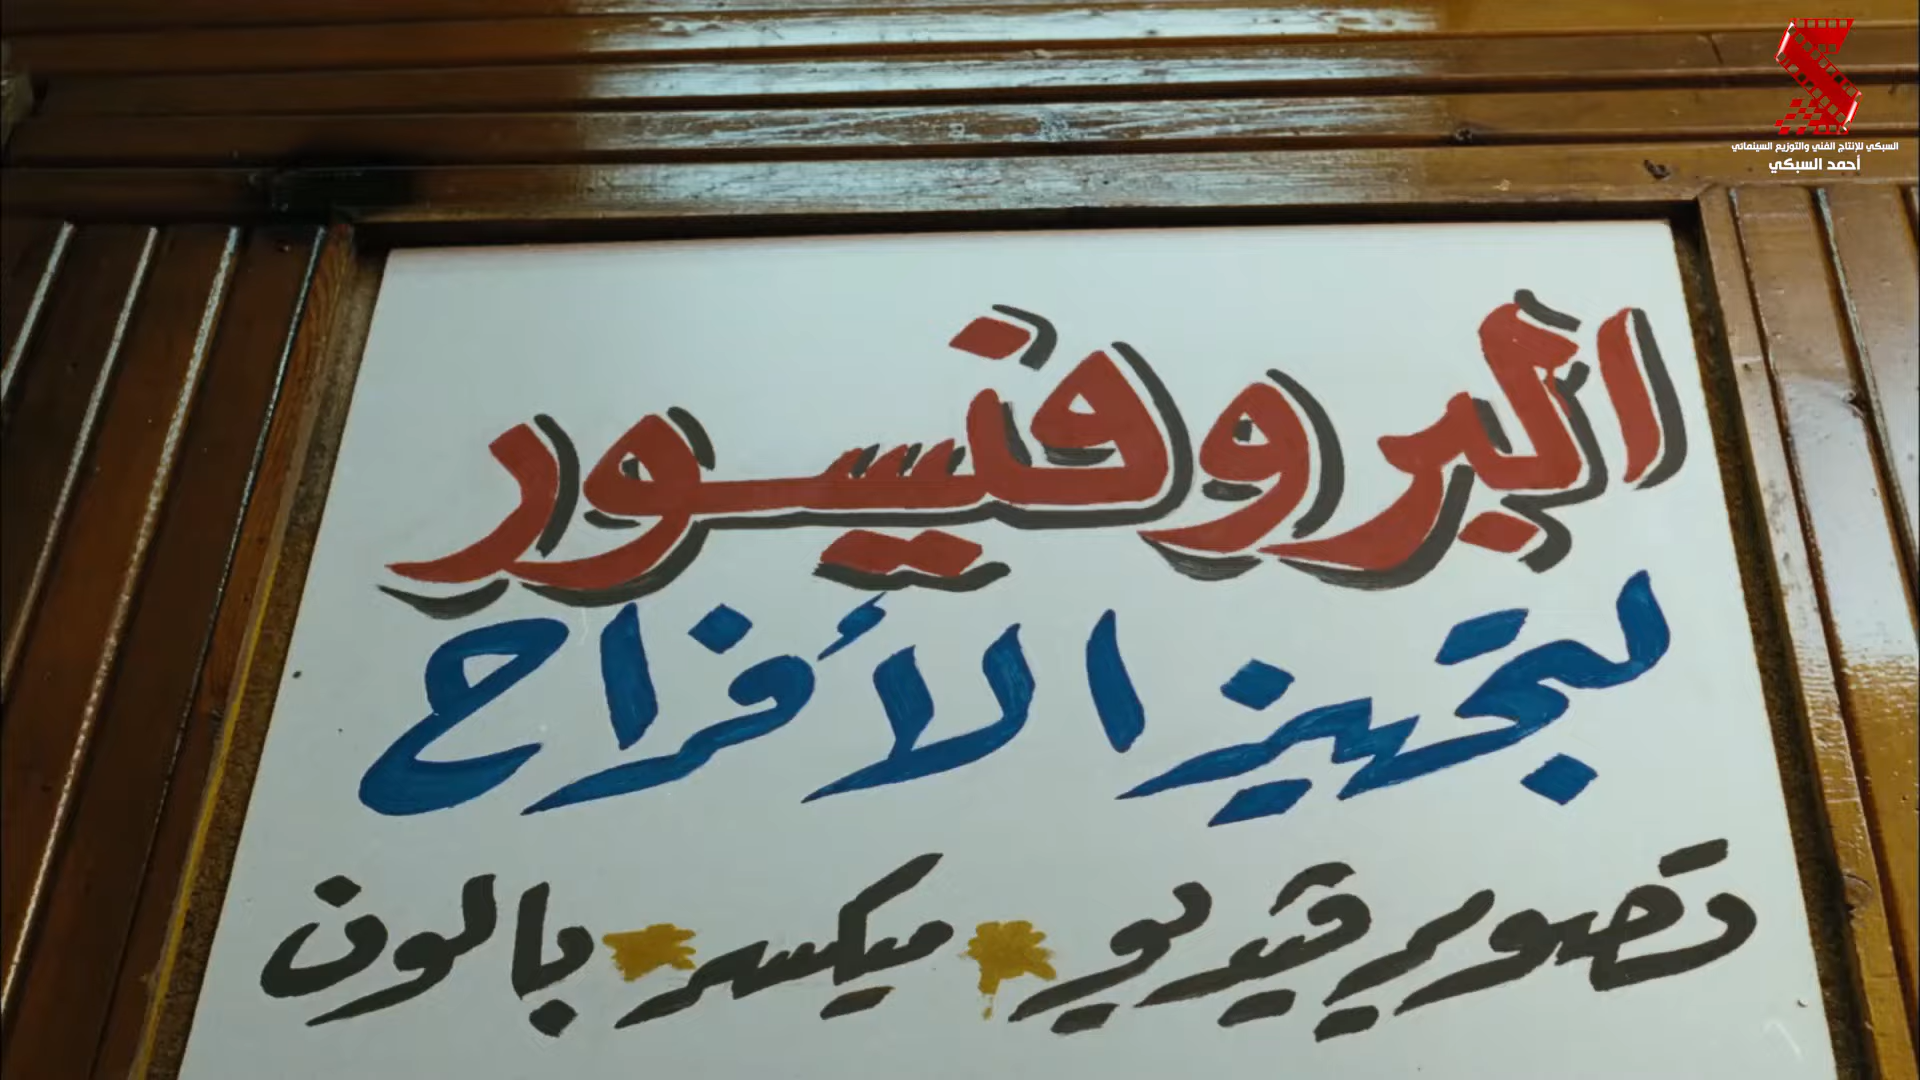 السبكي للإنتاج الفني والتوزيع السينمائي
أحمد السبكي
البروفيسور
لتجهيز الأفراح
تصوير فيديو * ميكسر * بالون